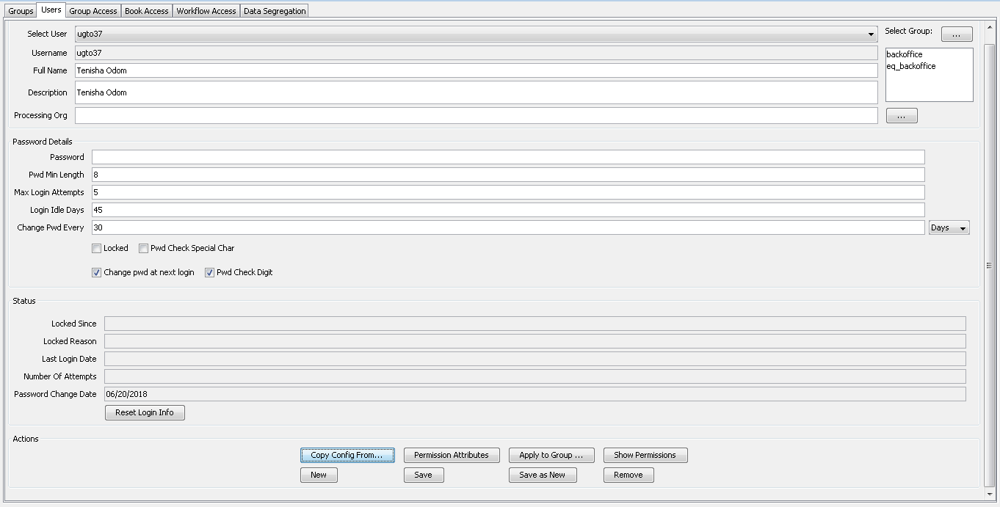 Groups Users Group Access Book Access Workflow Access Data Segregation
Select User ugto37 Select Group: ...
Username ugto37
backoffice
eq_backoffice
Full Name Tenisha Odom
Description Tenisha Odom
Processing Org ...
Password Details
Password
Pwd Min Length 8
Max Login Attempts 5
Login Idle Days 45
Change Pwd Every 30 Days
Locked Pwd Check Special Char
Change pwd at next login Pwd Check Digit
Status
Locked Since
Locked Reason
Last Login Date
Number Of Attempts
Password Change Date 06/20/2018
Reset Login Info
Actions
Copy Config From... Permission Attributes Apply to Group ... Show Permissions
New Save Save as New Remove